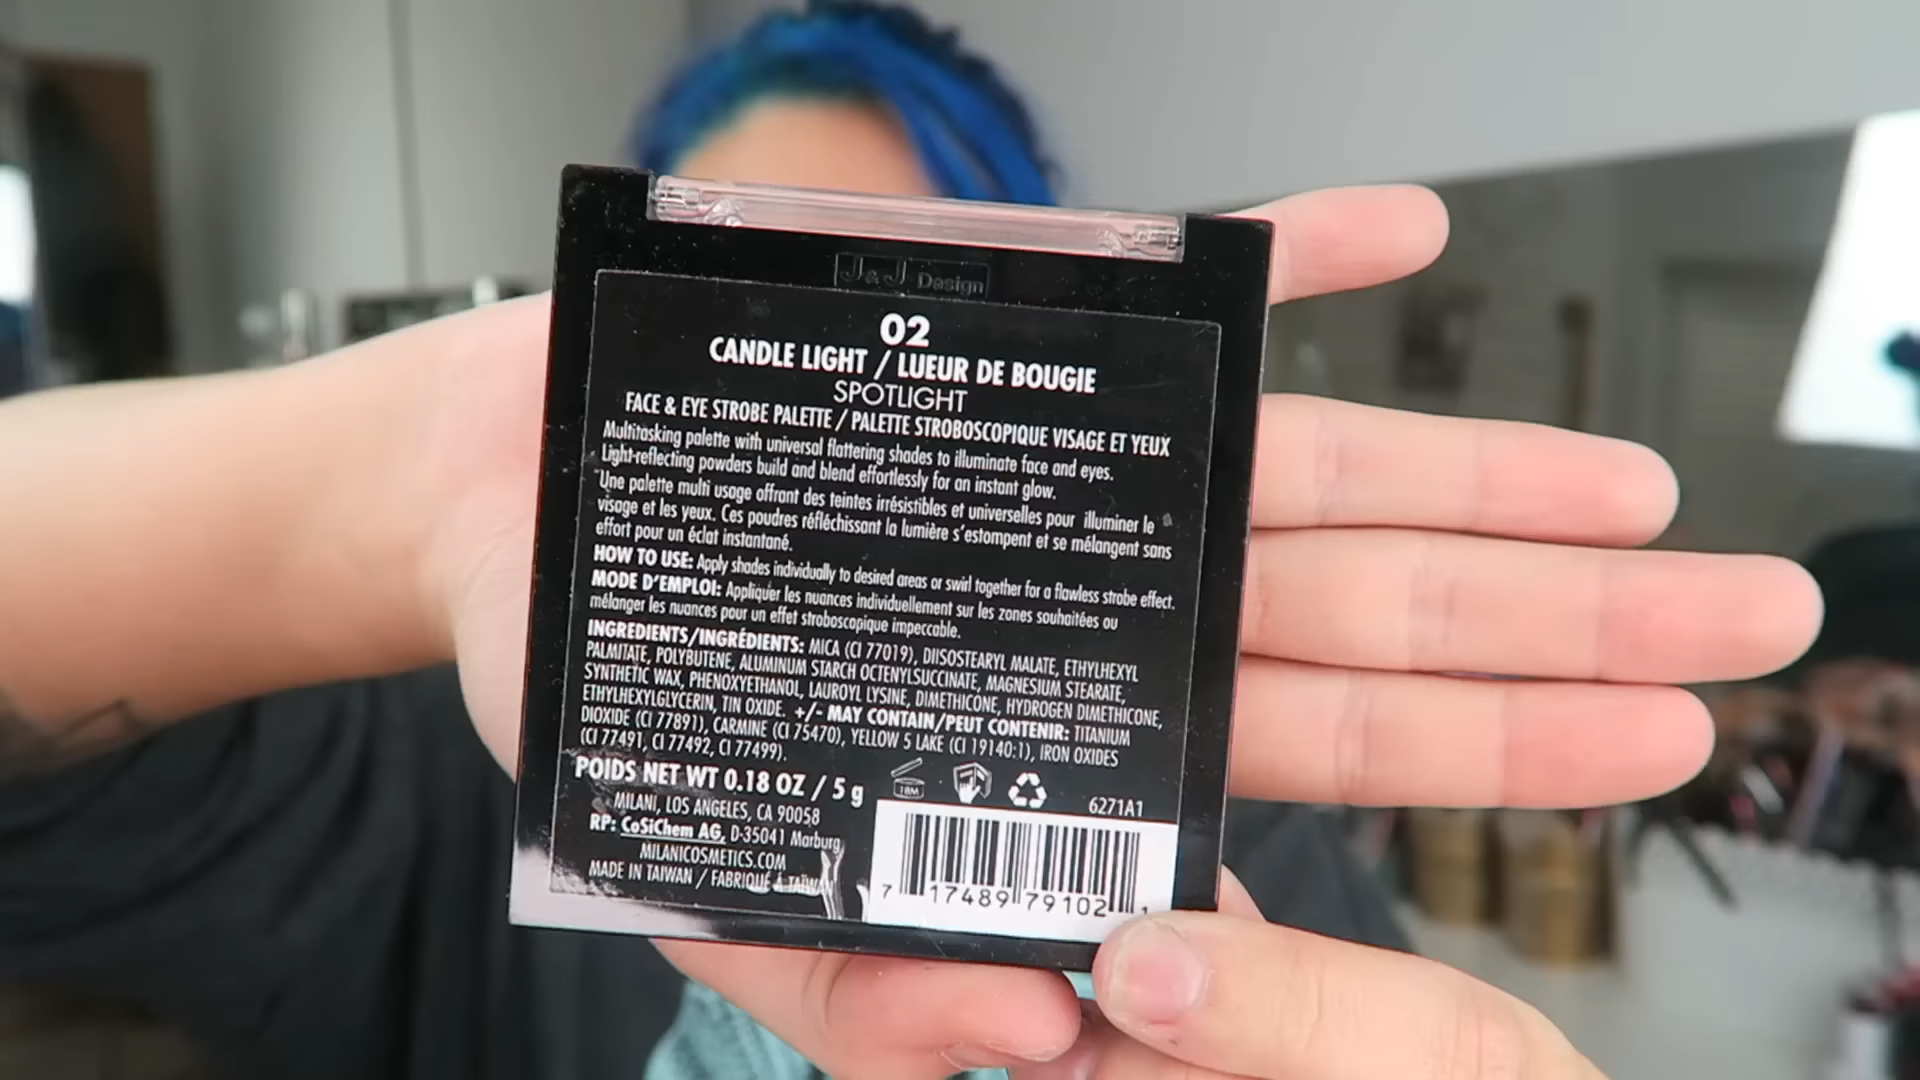 J & J Design
02
CANDLE LIGHT / LUEUR DE BOUGIE
SPOTLIGHT
FACE & EYE STROBE PALETTE / PALETTE STROBOSCOPIQUE VISAGE ET YEUX
Multitasking palette with universal flattering shades to illuminate face and eyes.
Light-reflecting powders build and blend effortlessly for an instant glow.
Une palette multi usage offrant des teintes irrésistibles et universelles pour illuminer le
visage et les yeux. Ces poudres réfléchissant la lumière s'estompent et se mélangent sans
effort pour un éclat instantané.
HOW TO USE: Apply shades individually to desired areas or swirl together for a flawless strobe effect.
MODE D'EMPLOI: Appliquer les nuances individuellement sur les zones souhaitées ou
mélanger les nuances pour un effet stroboscopique impeccable.
INGREDIENTS/INGRÉDIENTS: MICA (CI 77019), DIISOSTEARYL MALATE, ETHYLHEXYL
PALMITATE, POLYBUTENE, ALUMINUM STARCH OCTENYLSUCCINATE, MAGNESIUM STEARATE,
SYNTHETIC WAX, PHENOXYETHANOL, LAUROYL LYSINE, DIMETHICONE, HYDROGEN DIMETHICONE,
ETHYLHEXYLGLYCERIN, TIN OXIDE. +/- MAY CONTAIN/PEUT CONTENIR: TITANIUM
DIOXIDE (CI 77891), CARMINE (CI 75470), YELLOW 5 LAKE (CI 19140:1), IRON OXIDES
(CI 77491, CI 77492, CI 77499).
POIDS NET WT 0.18 OZ / 5 g
18M
6271A1
MILANI, LOS ANGELES, CA 90058
RP: CoSiChem AG, D-35041 Marburg
MILANICOSMETICS.COM
MADE IN TAIWAN / FABRIQUÉ À TAÏWAN
7 17489 79102 1